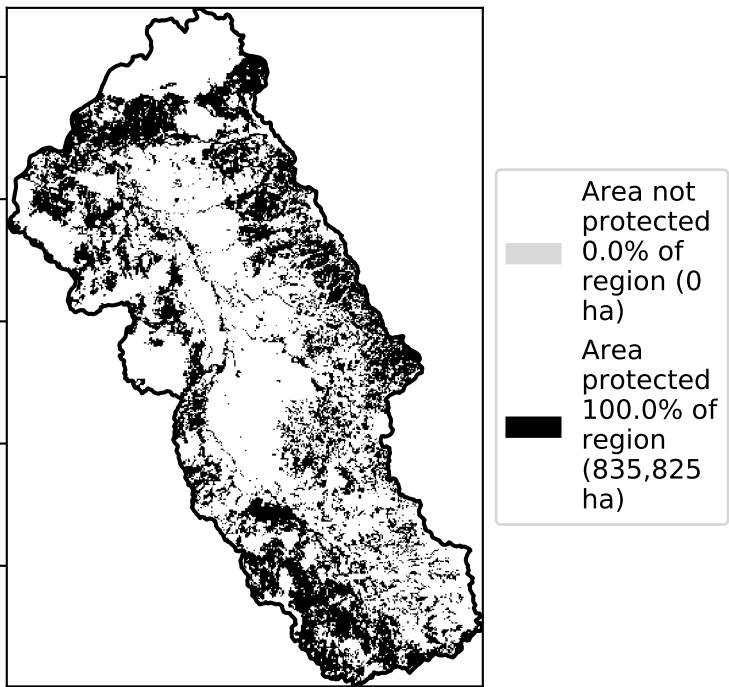 Area not
protected
0.0% of
region (0
ha)
Area
protected
100.0% of
region
(835,825
ha)